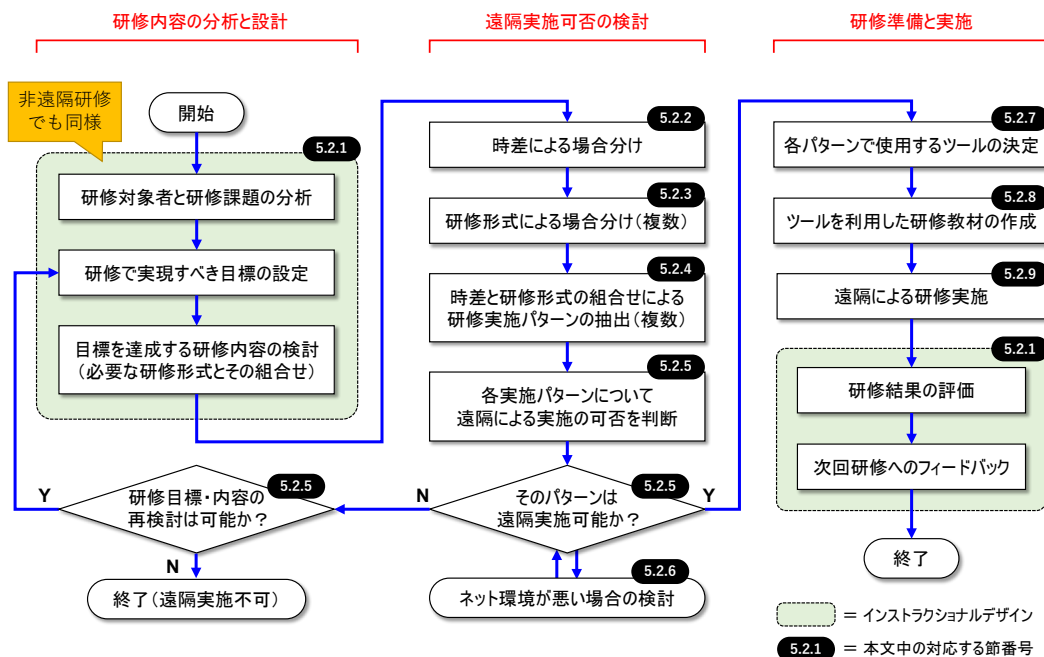 研修内容の分析と設計
遠隔実施可否の検討
研修準備と実施
非遠隔研修
でも同様
開始
5.2.1
研修対象者と研修課題の分析
研修で実現すべき目標の設定
目標を達成する研修内容の検討
(必要な研修形式とその組合せ)
5.2.2
時差による場合分け
5.2.3
研修形式による場合分け(複数)
5.2.4
時差と研修形式の組合せによる
研修実施パターンの抽出(複数)
5.2.5
各実施パターンについて
遠隔による実施の可否を判断
5.2.5
そのパターンは
遠隔実施可能か？
N
Y
5.2.6
ネット環境が悪い場合の検討
5.2.5
研修目標・内容の
再検討は可能か？
Y
N
終了(遠隔実施不可)
5.2.7
各パターンで使用するツールの決定
5.2.8
ツールを利用した研修教材の作成
5.2.9
遠隔による研修実施
5.2.1
研修結果の評価
次回研修へのフィードバック
終了
= インストラクショナルデザイン
5.2.1 = 本文中の対応する節番号